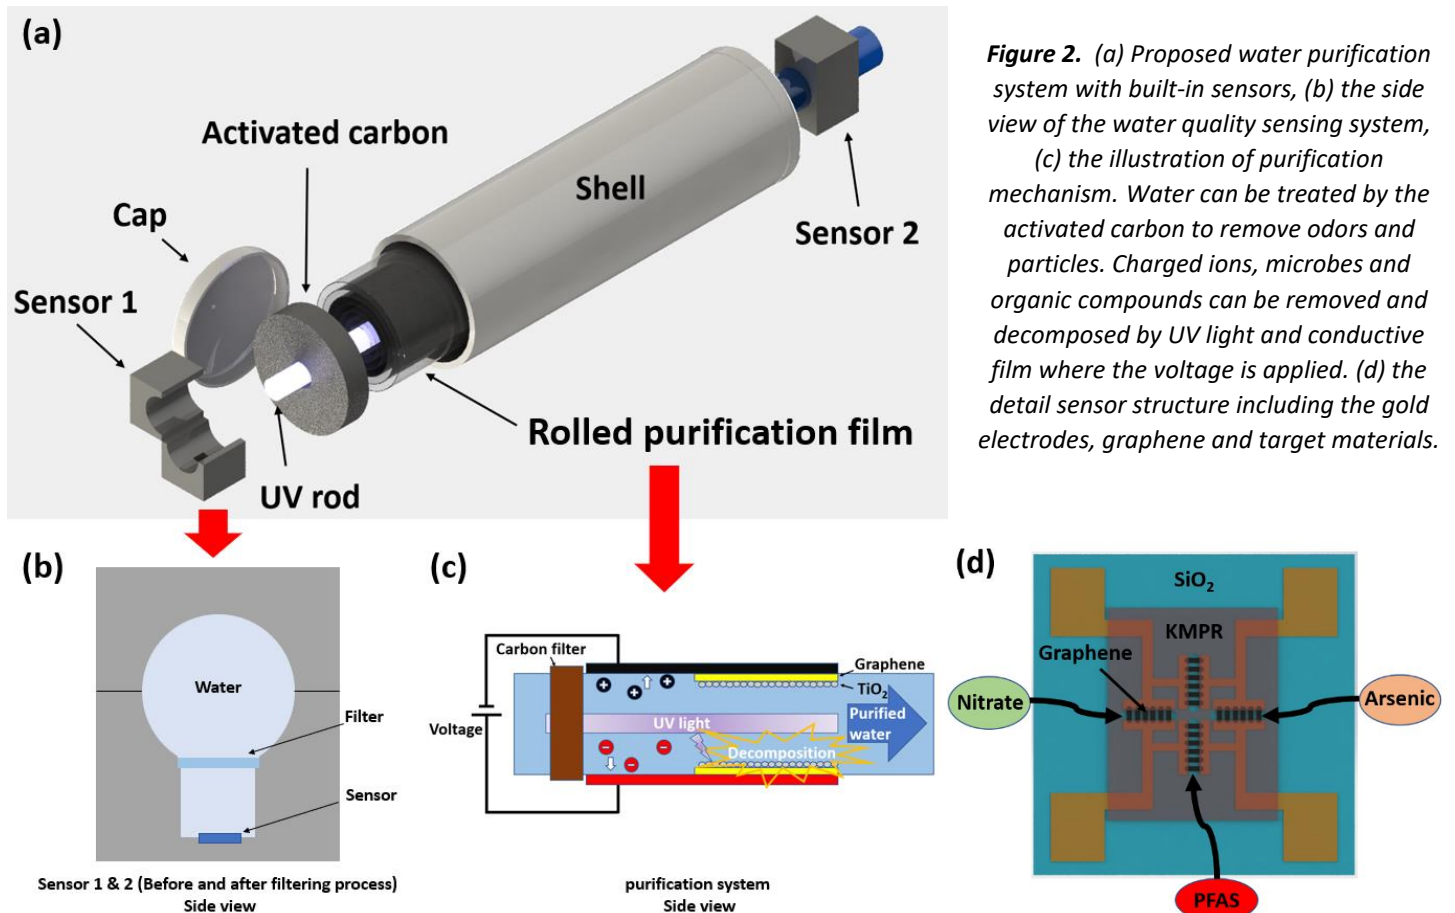 (a)
Activated carbon
Cap
Sensor 1
Shell
Sensor 2
Rolled purification film
UV rod
Figure 2. (a) Proposed water purification
system with built-in sensors, (b) the side
view of the water quality sensing system,
(c) the illustration of purification
mechanism. Water can be treated by the
activated carbon to remove odors and
particles. Charged ions, microbes and
organic compounds can be removed and
decomposed by UV light and conductive
film where the voltage is applied. (d) the
detail sensor structure including the gold
electrodes, graphene and target materials.
(b)
Water
Filter
Sensor
Sensor 1 & 2 (Before and after filtering process)
Side view
(c)
Carbon filter
Graphene
TiO₂
Voltage
UV light
Purified
water
Decomposition
purification system
Side view
(d)
SiO₂
KMPR
Graphene
Nitrate
Arsenic
PFAS